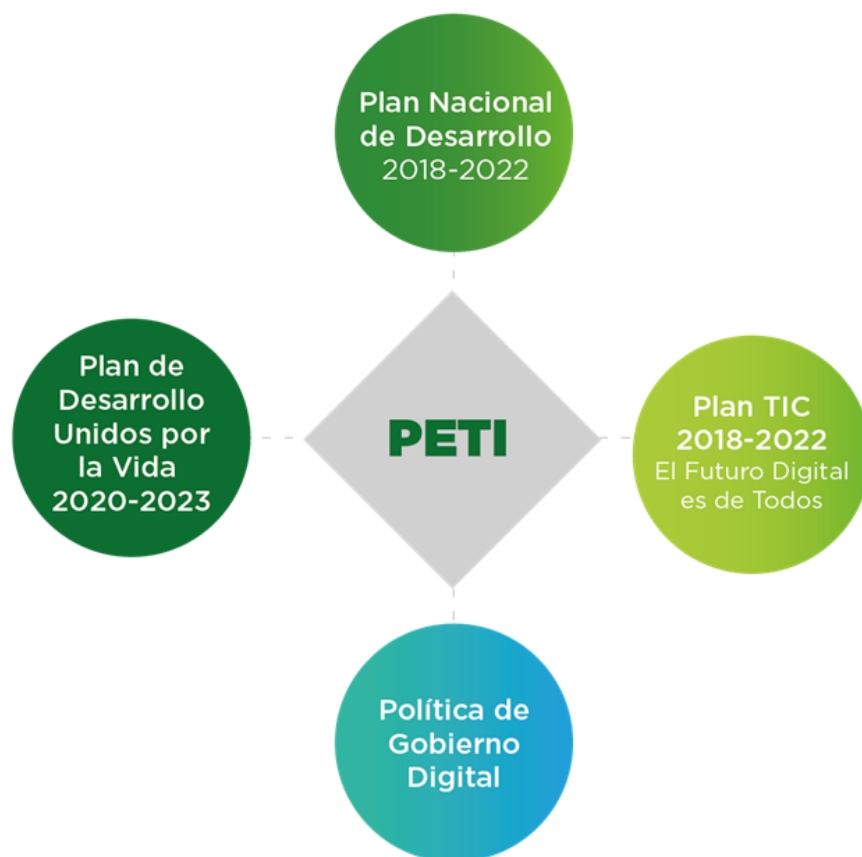 Plan Nacional
de Desarrollo
2018-2022
Plan de
Desarrollo
Unidos por
la Vida
2020-2023
PETI
Plan TIC
2018-2022
El Futuro Digital
es de Todos
Política de
Gobierno
Digital